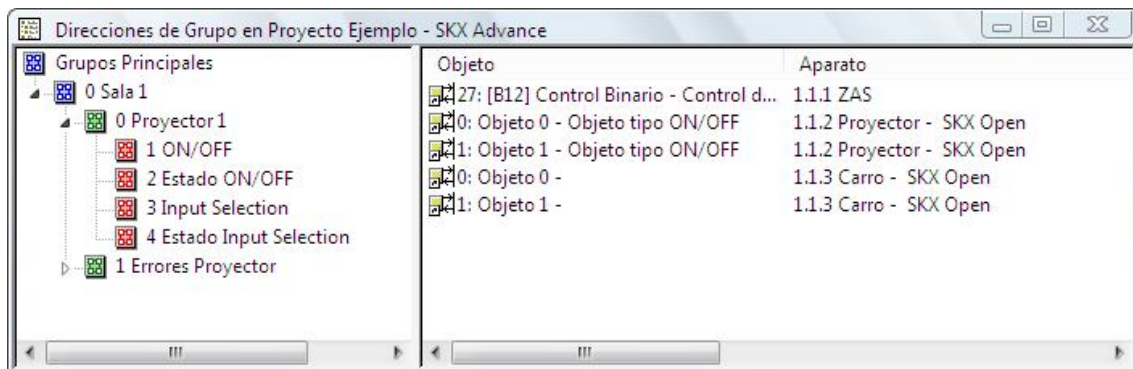 Direcciones de Grupo en Proyecto Ejemplo - SKX Advance
Grupos Principales
0 Sala 1
0 Proyector 1
1 ON/OFF
2 Estado ON/OFF
3 Input Selection
4 Estado Input Selection
1 Errores Proyector
Objeto Aparato
27: [B12] Control Binario - Control d... 1.1.1 ZAS
0: Objeto 0 - Objeto tipo ON/OFF 1.1.2 Proyector - SKX Open
1: Objeto 1 - Objeto tipo ON/OFF 1.1.2 Proyector - SKX Open
0: Objeto 0 - 1.1.3 Carro - SKX Open
1: Objeto 1 - 1.1.3 Carro - SKX Open